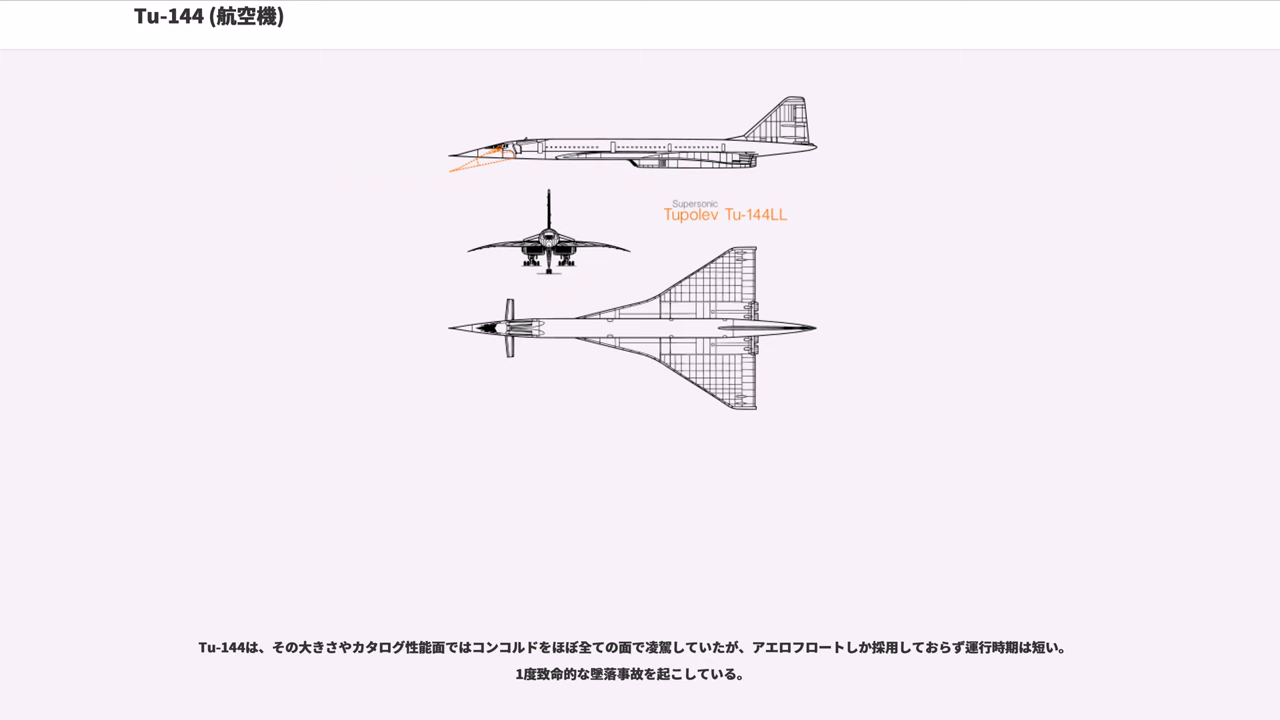 Tu-144 (航空機)
Supersonic
Tupolev Tu-144LL
Tu-144は、その大きさやカタログ性能面ではコンコルドをほぼ全ての面で凌駕していたが、アエロフロートしか採用しておらず運行時期は短い。
1度致命的な墜落事故を起こしている。